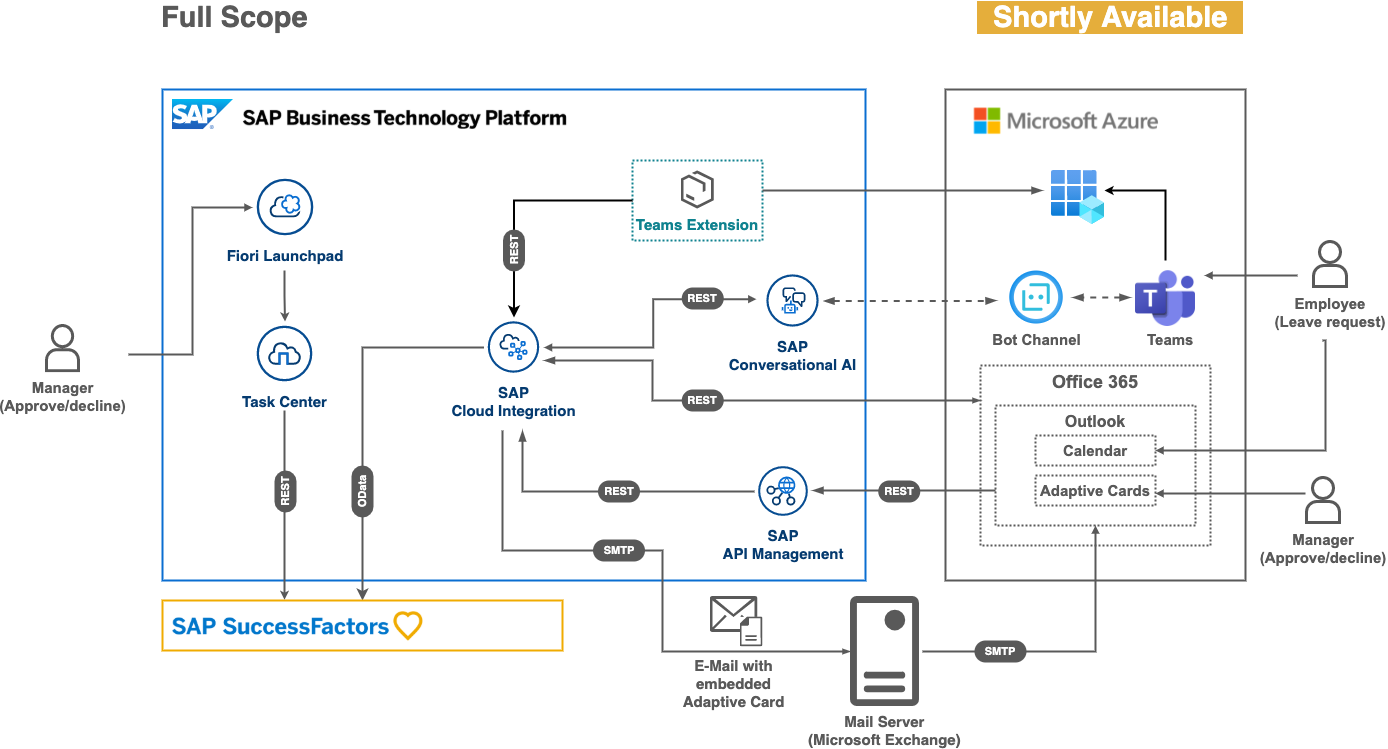 Full Scope
Shortly Available
SAP
SAP Business Technology Platform
Microsoft Azure
Teams Extension
REST
Fiori Launchpad
REST
SAP
Conversational AI
Bot Channel
T
Teams
Employee
(Leave request)
Manager
(Approve/decline)
Task Center
SAP
Cloud Integration
REST
Office 365
Outlook
Calendar
Adaptive Cards
REST
OData
REST
REST
SAP
API Management
Manager
(Approve/decline)
SMTP
SAP SuccessFactors
E-Mail with
embedded
Adaptive Card
SMTP
Mail Server
(Microsoft Exchange)